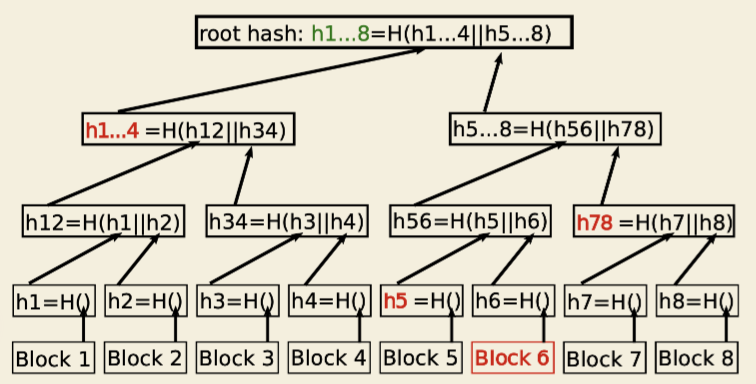 root hash: h1...8=H(h1...4||h5...8)
h1...4 =H(h12||h34)
h5...8=H(h56||h78)
h12=H(h1||h2)
h34=H(h3||h4)
h56=H(h5||h6)
h78 =H(h7||h8)
h1=H()
h2=H()
h3=H()
h4=H()
h5 =H()
h6=H()
h7=H()
h8=H()
Block 1
Block 2
Block 3
Block 4
Block 5
Block 6
Block 7
Block 8